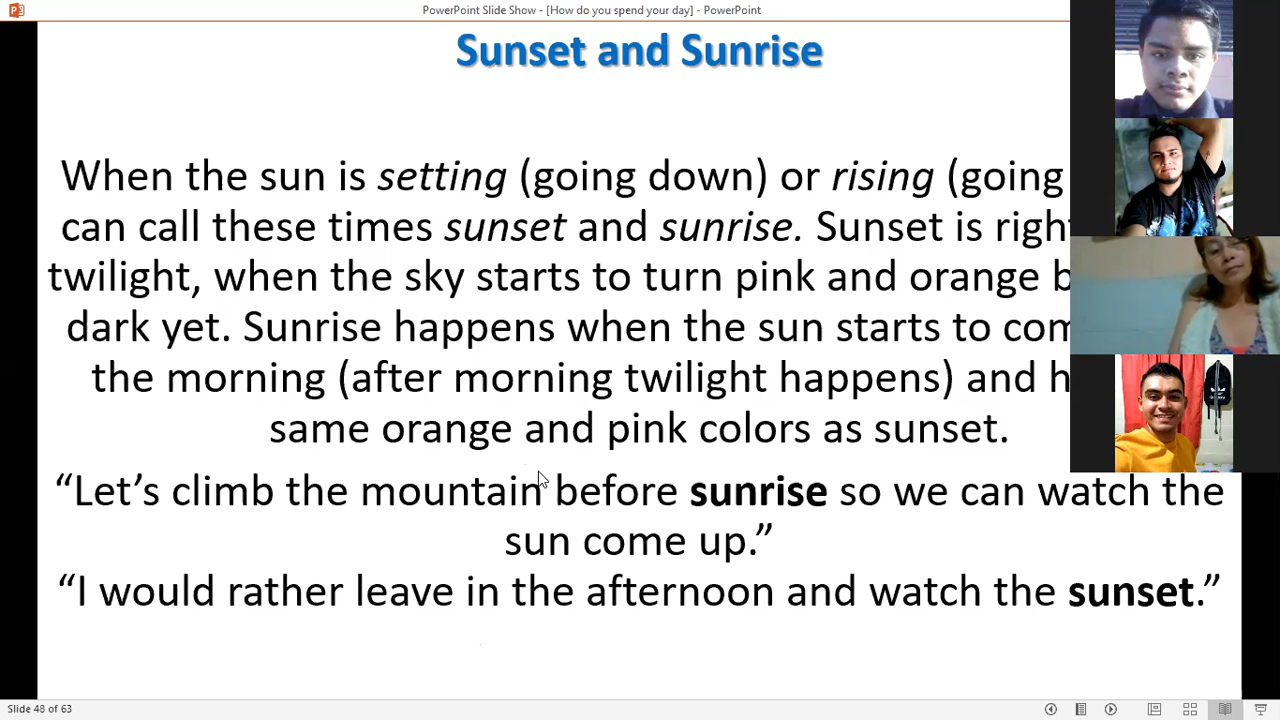 PowerPoint Slide Show - [How do you spend your day] - PowerPoint
Sunset and Sunrise
When the sun is setting (going down) or rising (going
can call these times sunset and sunrise. Sunset is right
twilight, when the sky starts to turn pink and orange
dark yet. Sunrise happens when the sun starts to
the morning (after morning twilight happens) and
same orange and pink colors as sunset.
“Let’s climb the mountain before sunrise so we can watch the
sun come up.”
“I would rather leave in the afternoon and watch the sunset.”
Slide 48 of 63